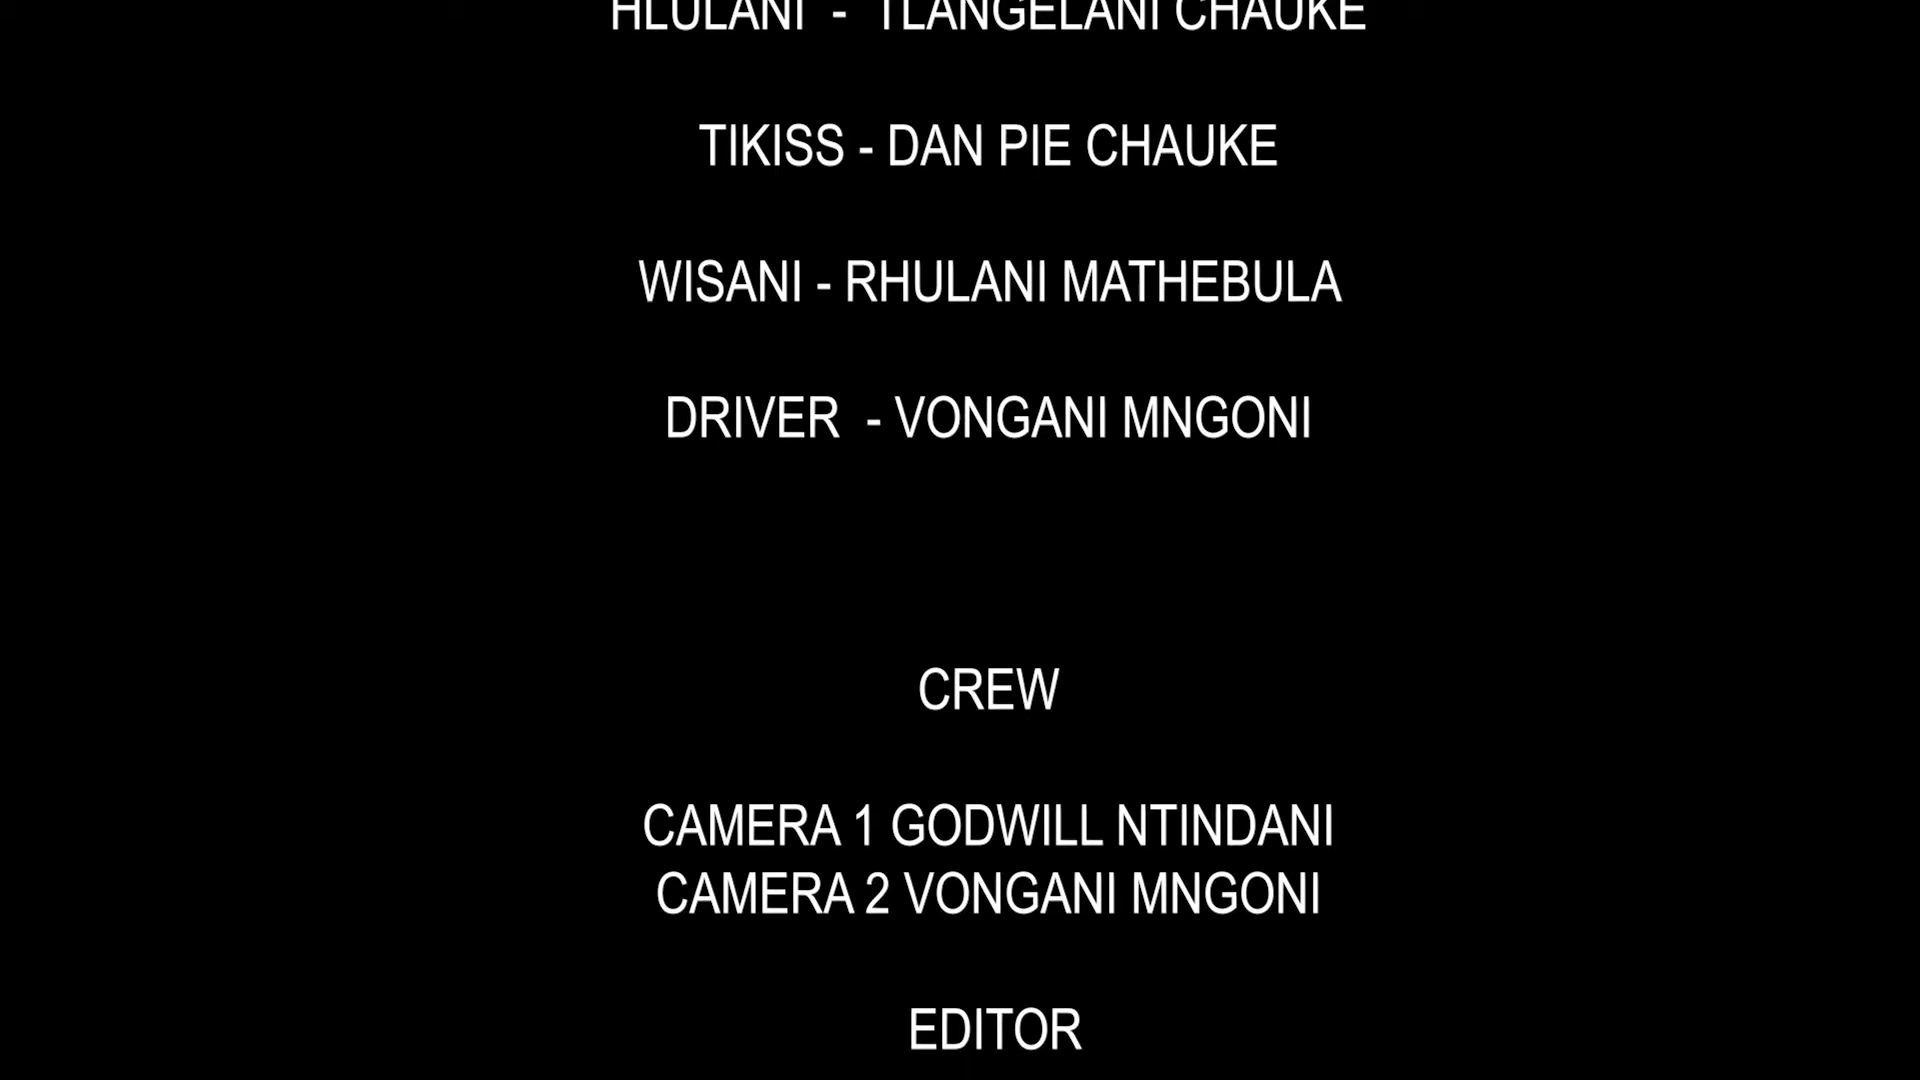 HLULANI - TLANGELANI CHAUKE
TIKISS - DAN PIE CHAUKE
WISANI - RHULANI MATHEBULA
DRIVER - VONGANI MNGONI
CREW
CAMERA 1 GODWILL NTINDANI
CAMERA 2 VONGANI MNGONI
EDITOR